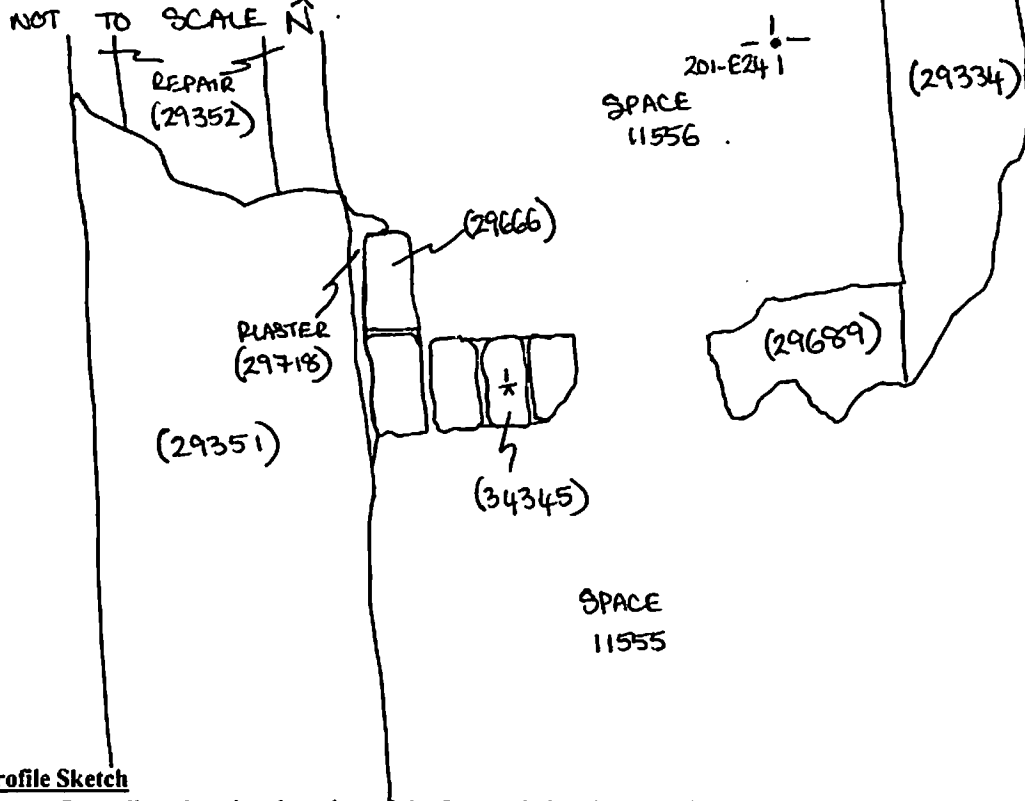 NOT TO SCALE N
REPAIR
(29352)
201-E24
SPACE
11556
(29334)
(29666)
PLASTER
(29718)
(29689)
(29351)
(34345)
SPACE
11555
rofile Sketch